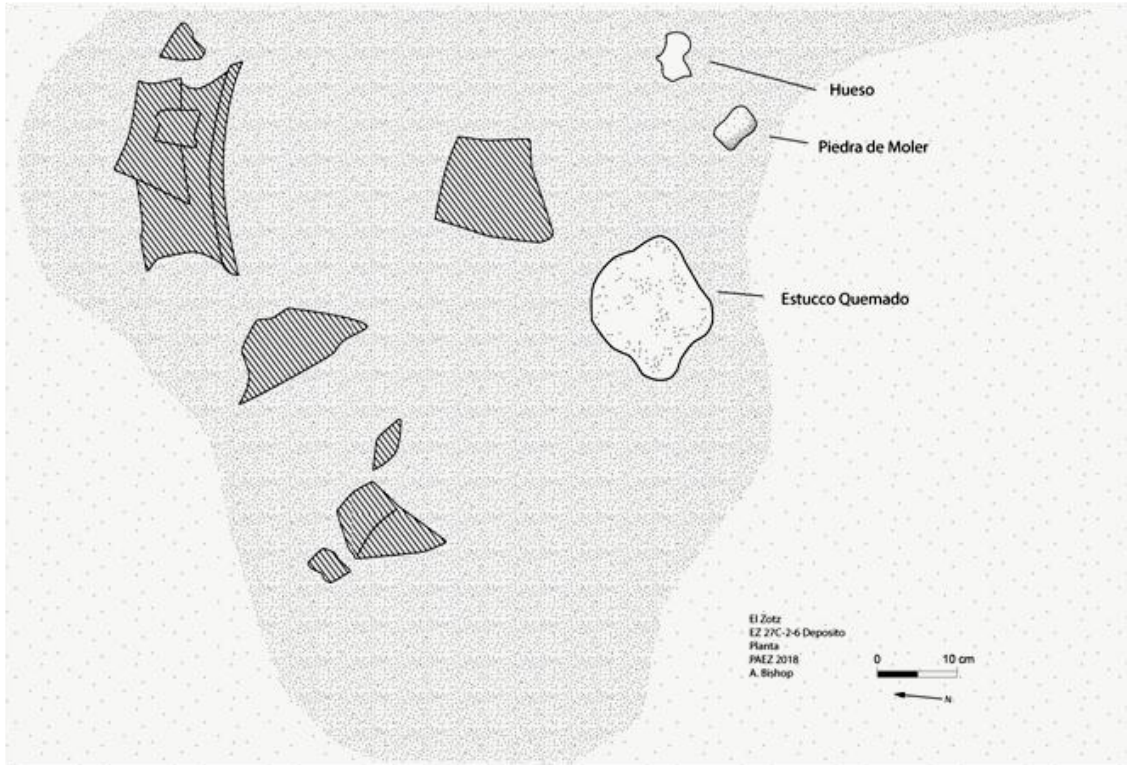 Hueso
Piedra de Moler
Estucco Quemado
El Zotz
EZ 27C-2-6 Deposito
Planta
PAEZ 2018
A. Bishop
0 10 cm
N